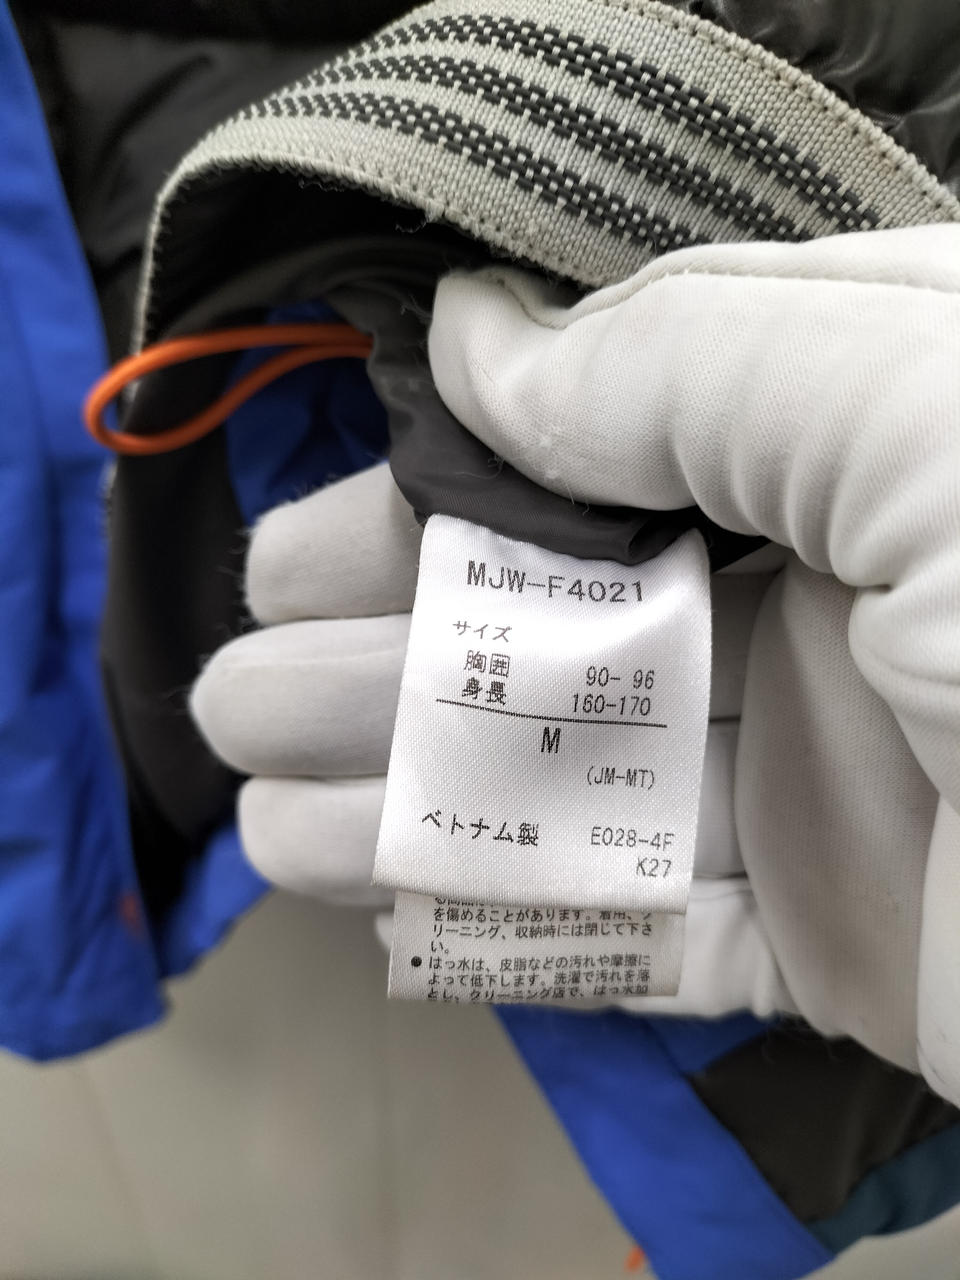 MJW-F4021
サイズ
胸囲 90- 96
身長 160-170
M
(JM-MT)
ベトナム製 E028-4F
K27
を傷めることがあります。着用、ク
リーニング、収納時には閉じて下さ
い。
●はっ水は、皮脂などの汚れや摩擦に
よって低下します。洗濯で汚れを落
とし、クリーニング店で、はっ水加